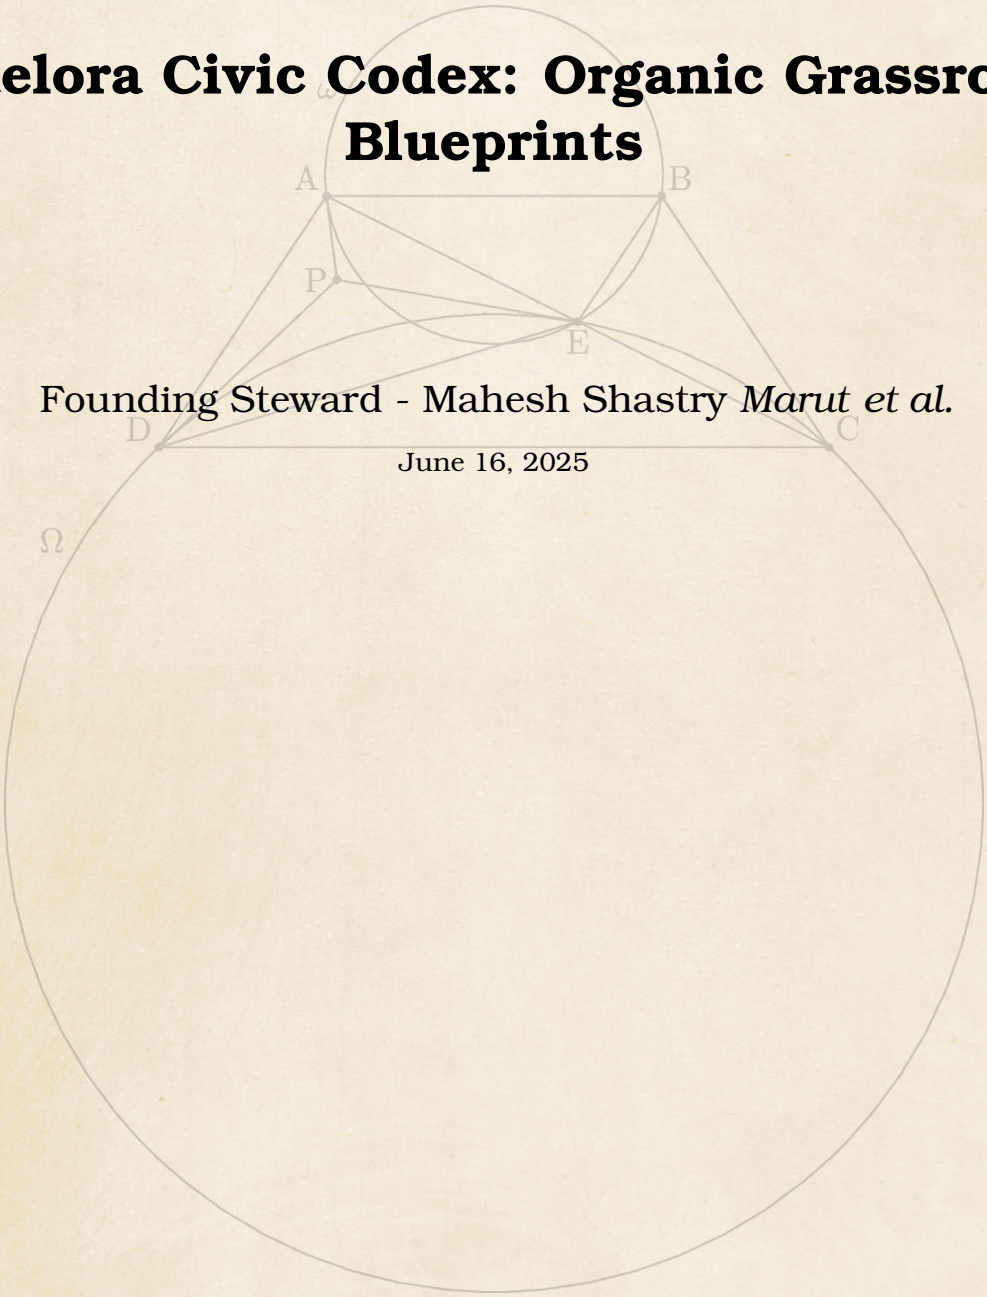 elora Civic Codex: Organic Grassro
Blueprints
ω
A
B
P
E
Founding Steward - Mahesh Shastry Marut et al.
D
C
June 16, 2025
Ω